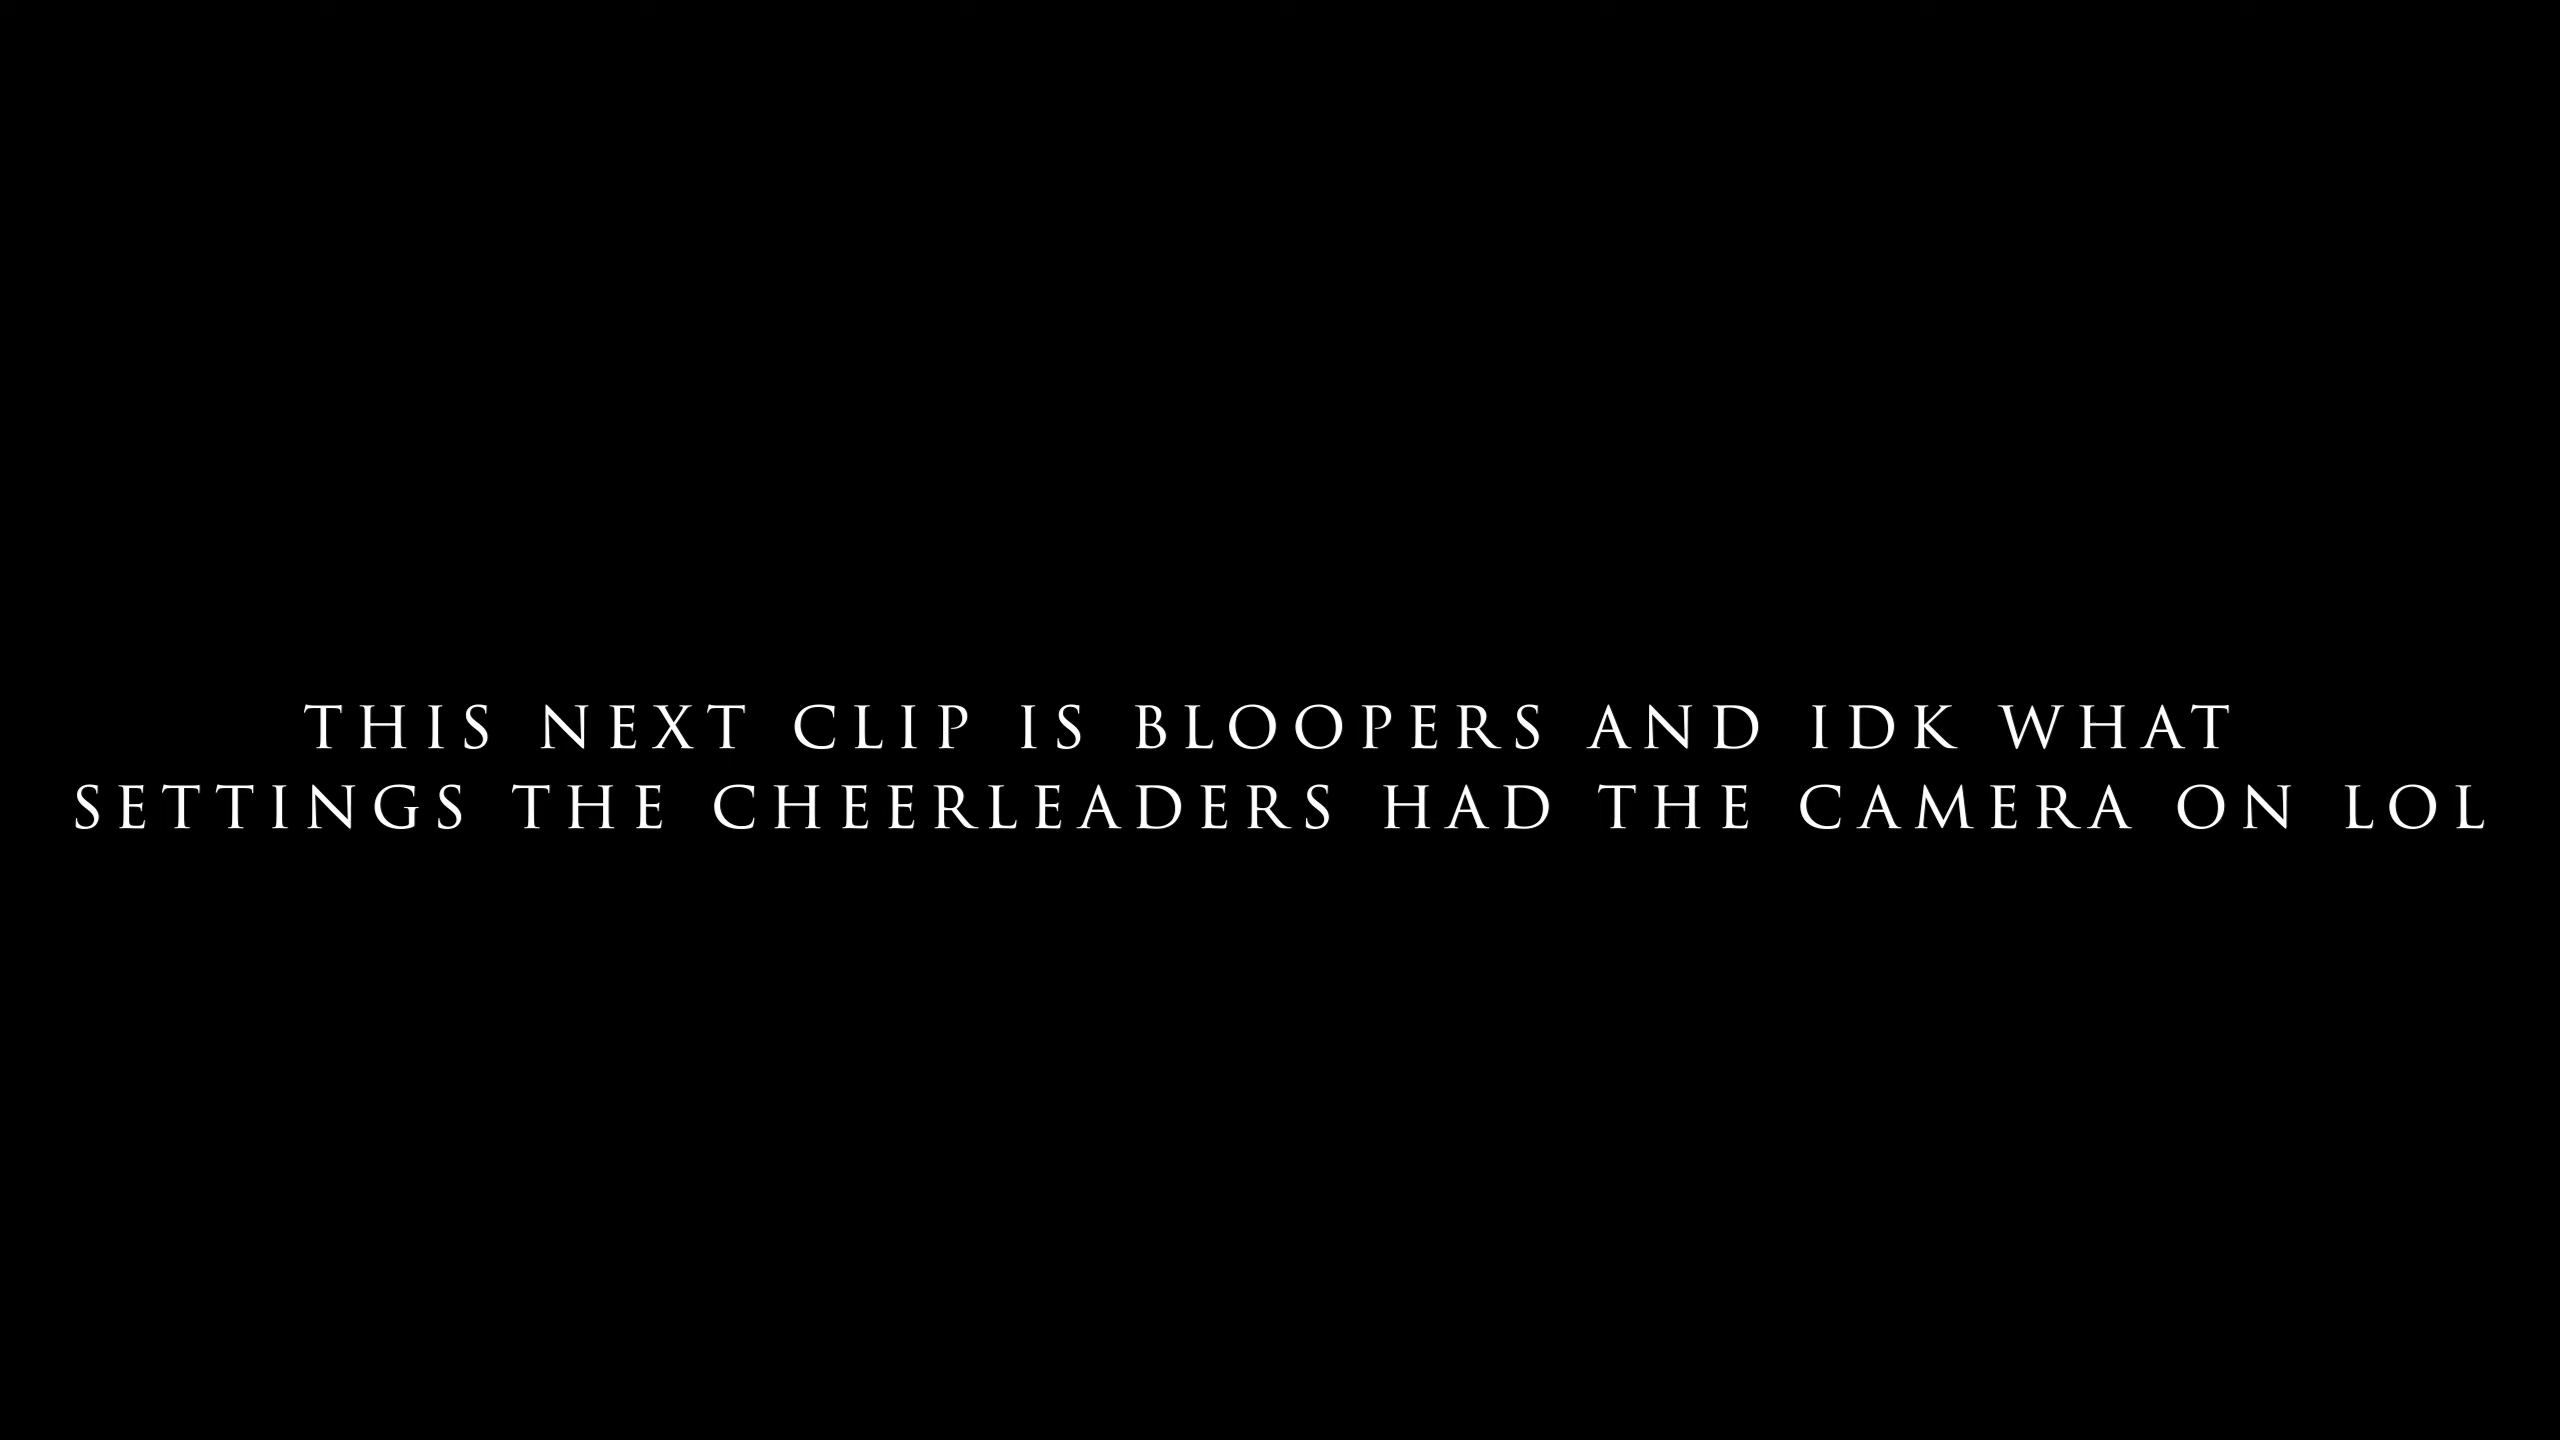 THIS NEXT CLIP IS BLOOPERS AND IDK WHAT
SETTINGS THE CHEERLEADERS HAD THE CAMERA ON LOL